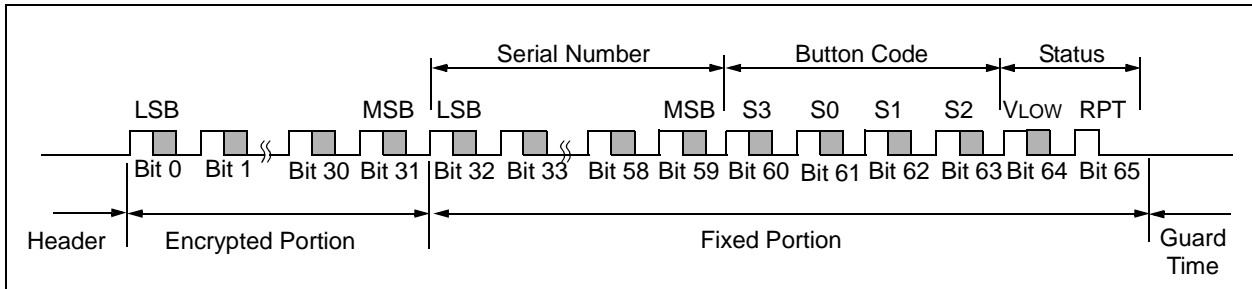 Serial Number Button Code Status
LSB MSB LSB MSB S3 S0 S1 S2 VLOW RPT
Bit 0 Bit 1 Bit 30 Bit 31 Bit 32 Bit 33 Bit 58 Bit 59 Bit 60 Bit 61 Bit 62 Bit 63 Bit 64 Bit 65
Header Encrypted Portion Fixed Portion Guard
Time